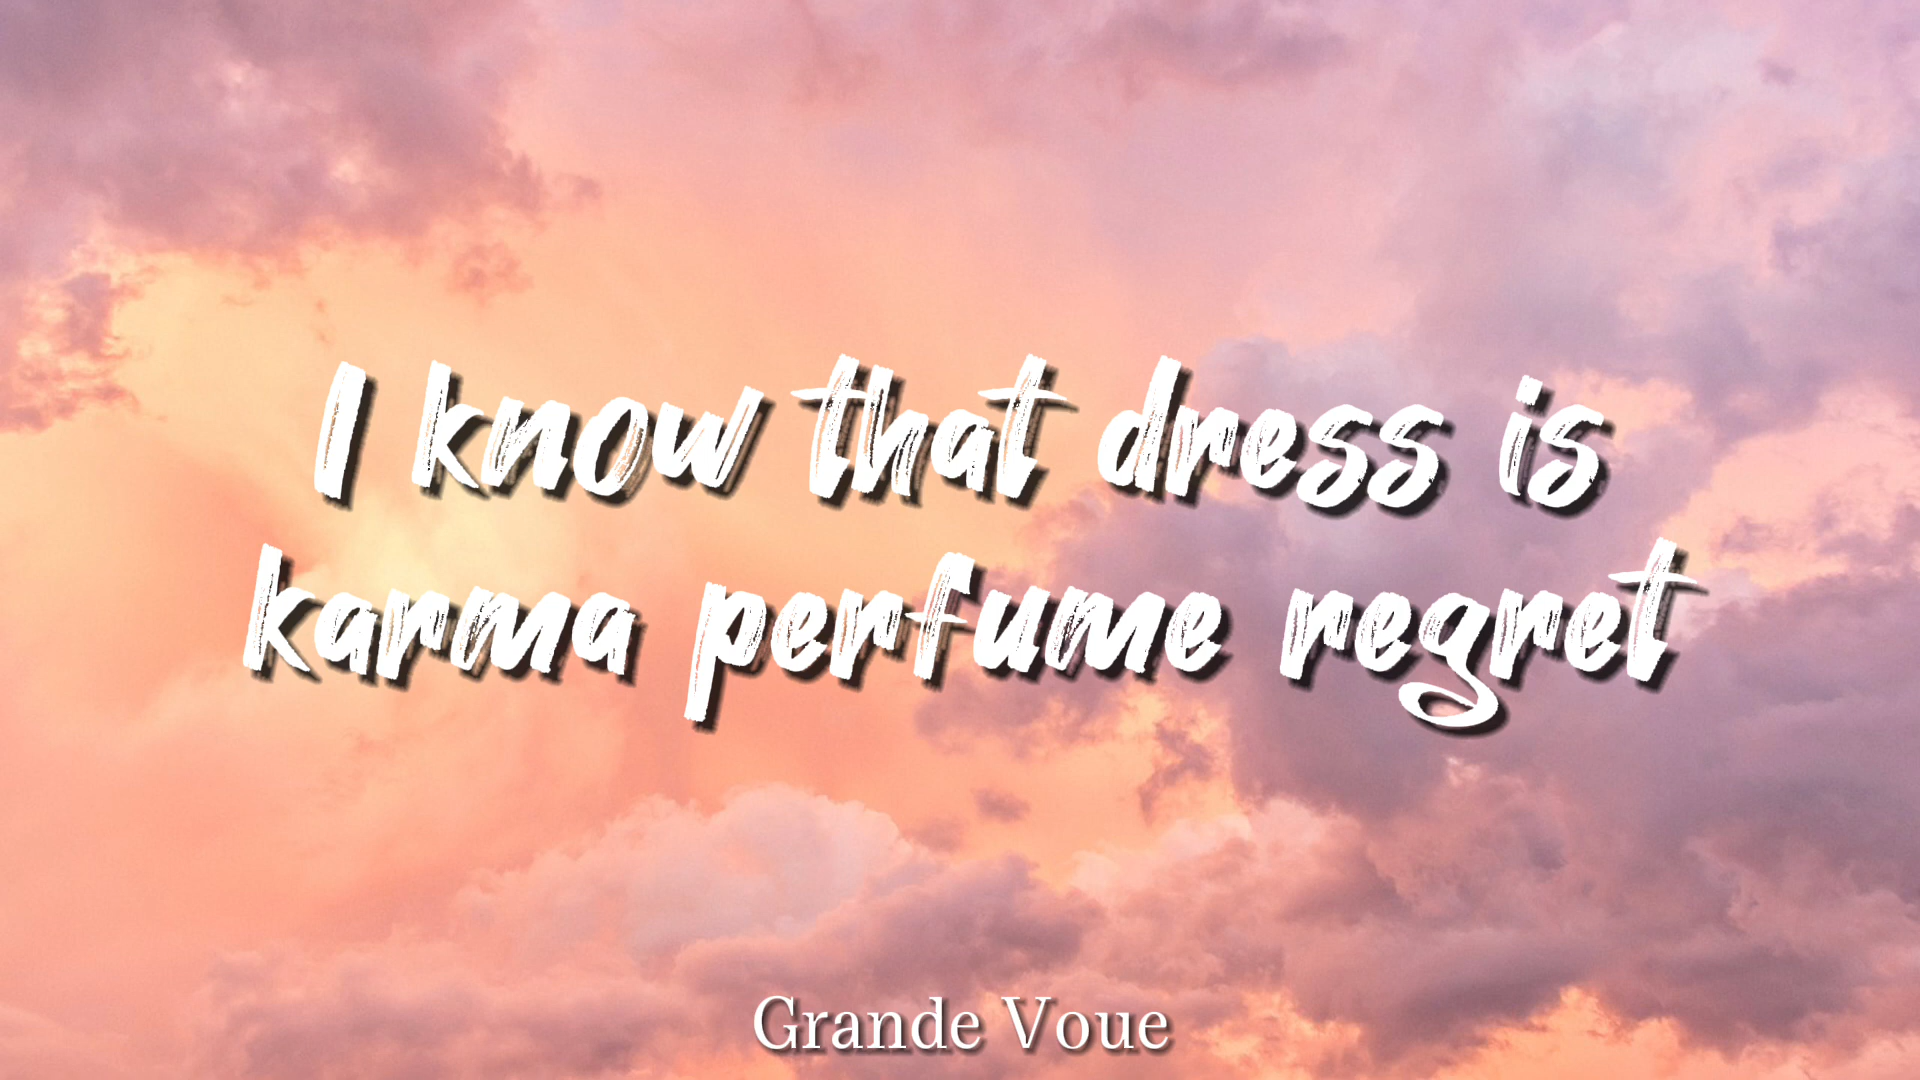 I know that dress is
karma perfume regret
Grande Voue